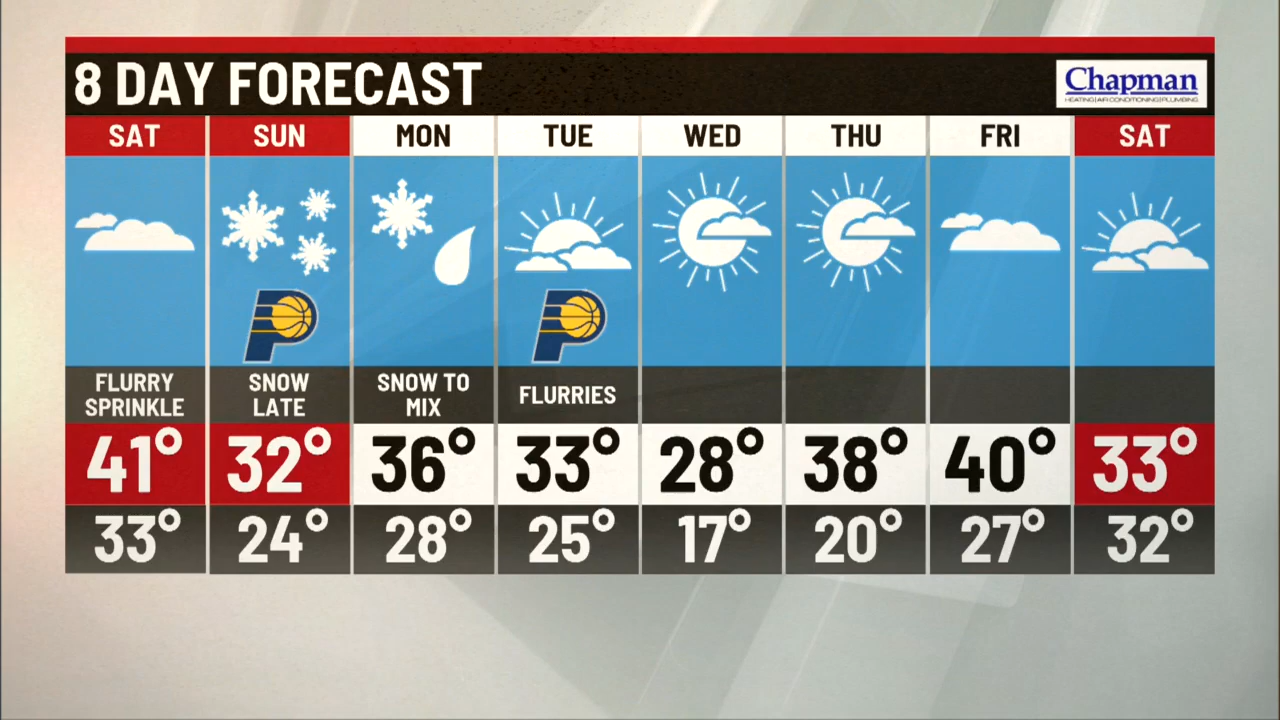 8 DAY FORECAST
Chapman
HEATING|AIR CONDITIONING|PLUMBING
SAT SUN MON TUE WED THU FRI SAT
FLURRY SPRINKLE
SNOW LATE
SNOW TO MIX
FLURRIES
41° 32° 36° 33° 28° 38° 40° 33°
33° 24° 28° 25° 17° 20° 27° 32°